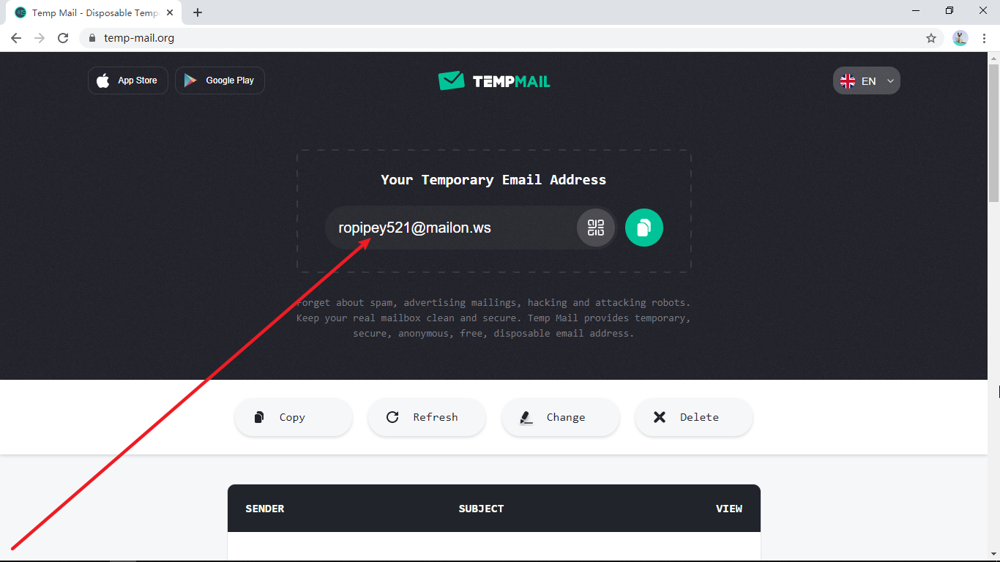 Temp Mail - Disposable Temp
temp-mail.org
App Store
Google Play
TEMPMAIL
EN
Your Temporary Email Address
ropipey521@mailon.ws
Forget about spam, advertising mailings, hacking and attacking robots.
Keep your real mailbox clean and secure. Temp Mail provides temporary,
secure, anonymous, free, disposable email address.
Copy
Refresh
Change
Delete
SENDER
SUBJECT
VIEW